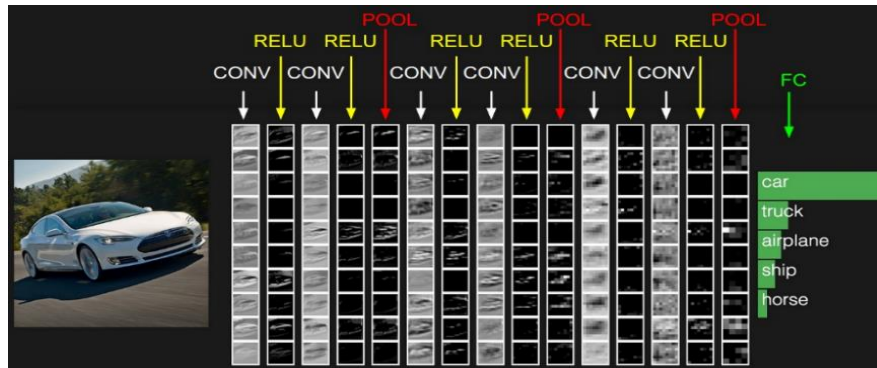 POOL POOL POOL
RELU RELU RELU RELU RELU RELU
CONV CONV CONV CONV CONV CONV
FC
car
truck
airplane
ship
horse